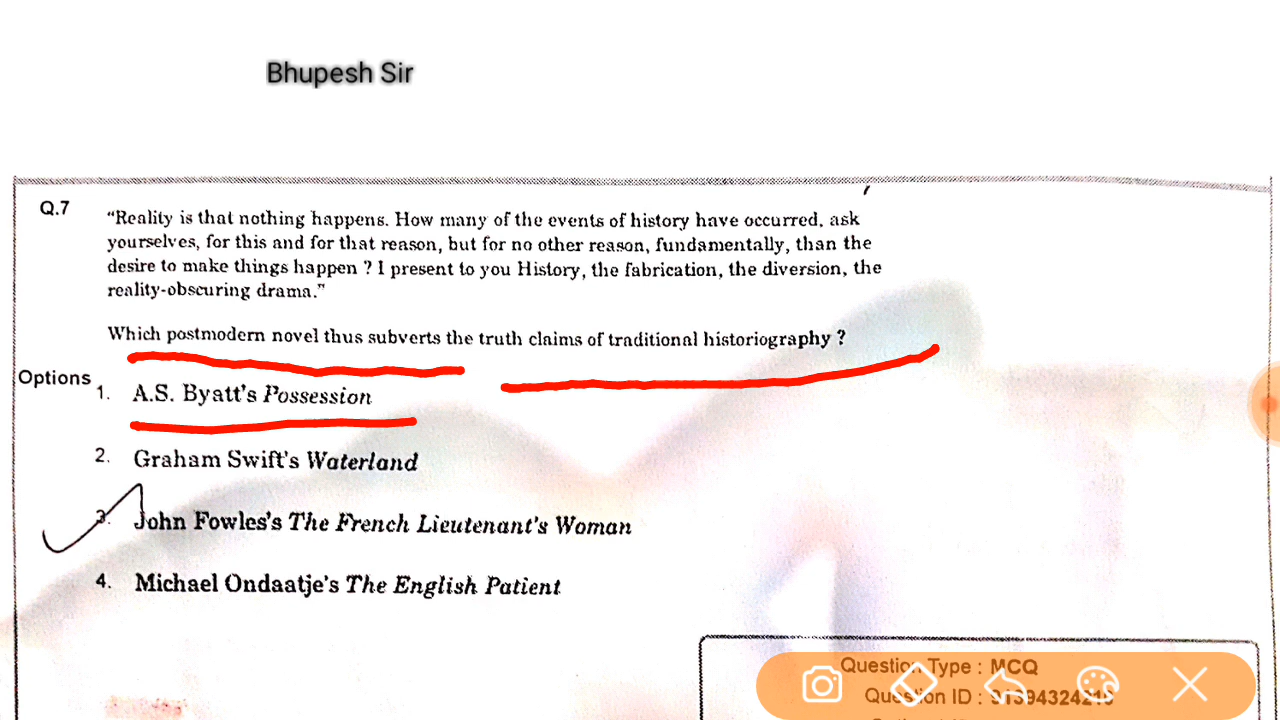 Bhupesh Sir
Q.7
"Reality is that nothing happens. How many of the events of history have occurred, ask
yourselves, for this and for that reason, but for no other reason, fundamentally, than the
desire to make things happen ? I present to you History, the fabrication, the diversion, the
reality-obscuring drama."
Which postmodern novel thus subverts the truth claims of traditional historiography ?
Options
1. A.S. Byatt's Possession
2. Graham Swift's Waterland
3. John Fowles's The French Lieutenant's Woman
4. Michael Ondaatje's The English Patient
Question Type : MCQ
Question ID :